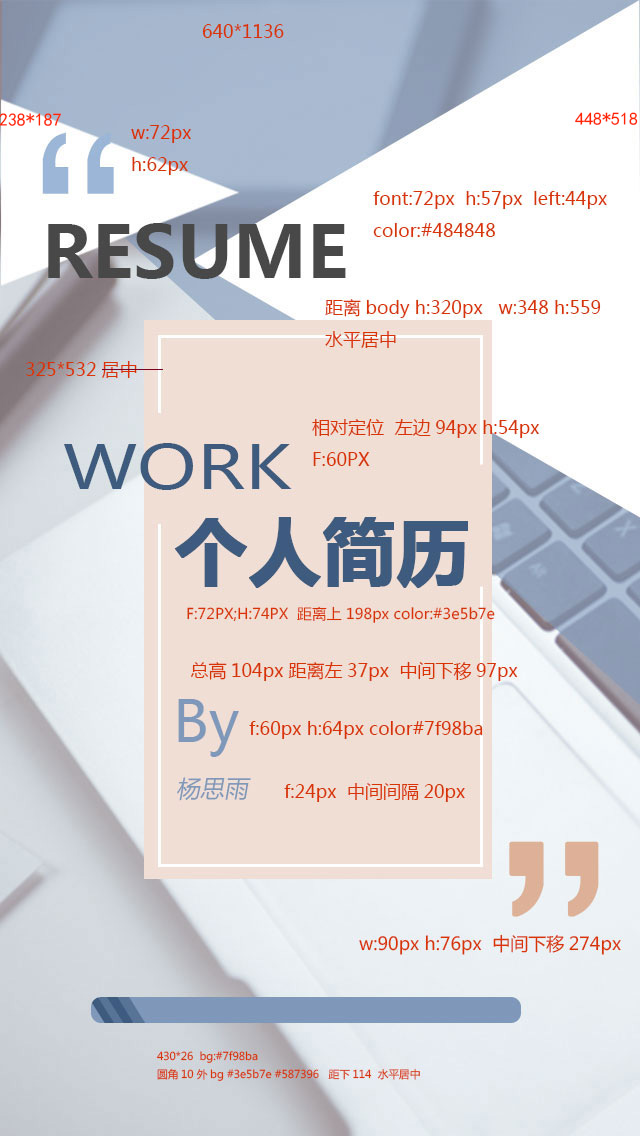 640*1136
238*187
448*518
w:72px
h:62px
font:72px h:57px left:44px
color:#484848
RESUME
距离 body h:320px w:348 h:559
水平居中
325*532 居中
相对定位 左边 94px h:54px
F:60PX
WORK
个人简历
F:72PX;H:74PX 距离上 198px color:#3e5b7e
总高 104px 距离左 37px 中间下移 97px
By
f:60px h:64px color#7f98ba
杨思雨
f:24px 中间间隔 20px
w:90px h:76px 中间下移 274px
430*26 bg:#7f98ba
圆角 10 外 bg #3e5b7e #587396 距下 114 水平居中